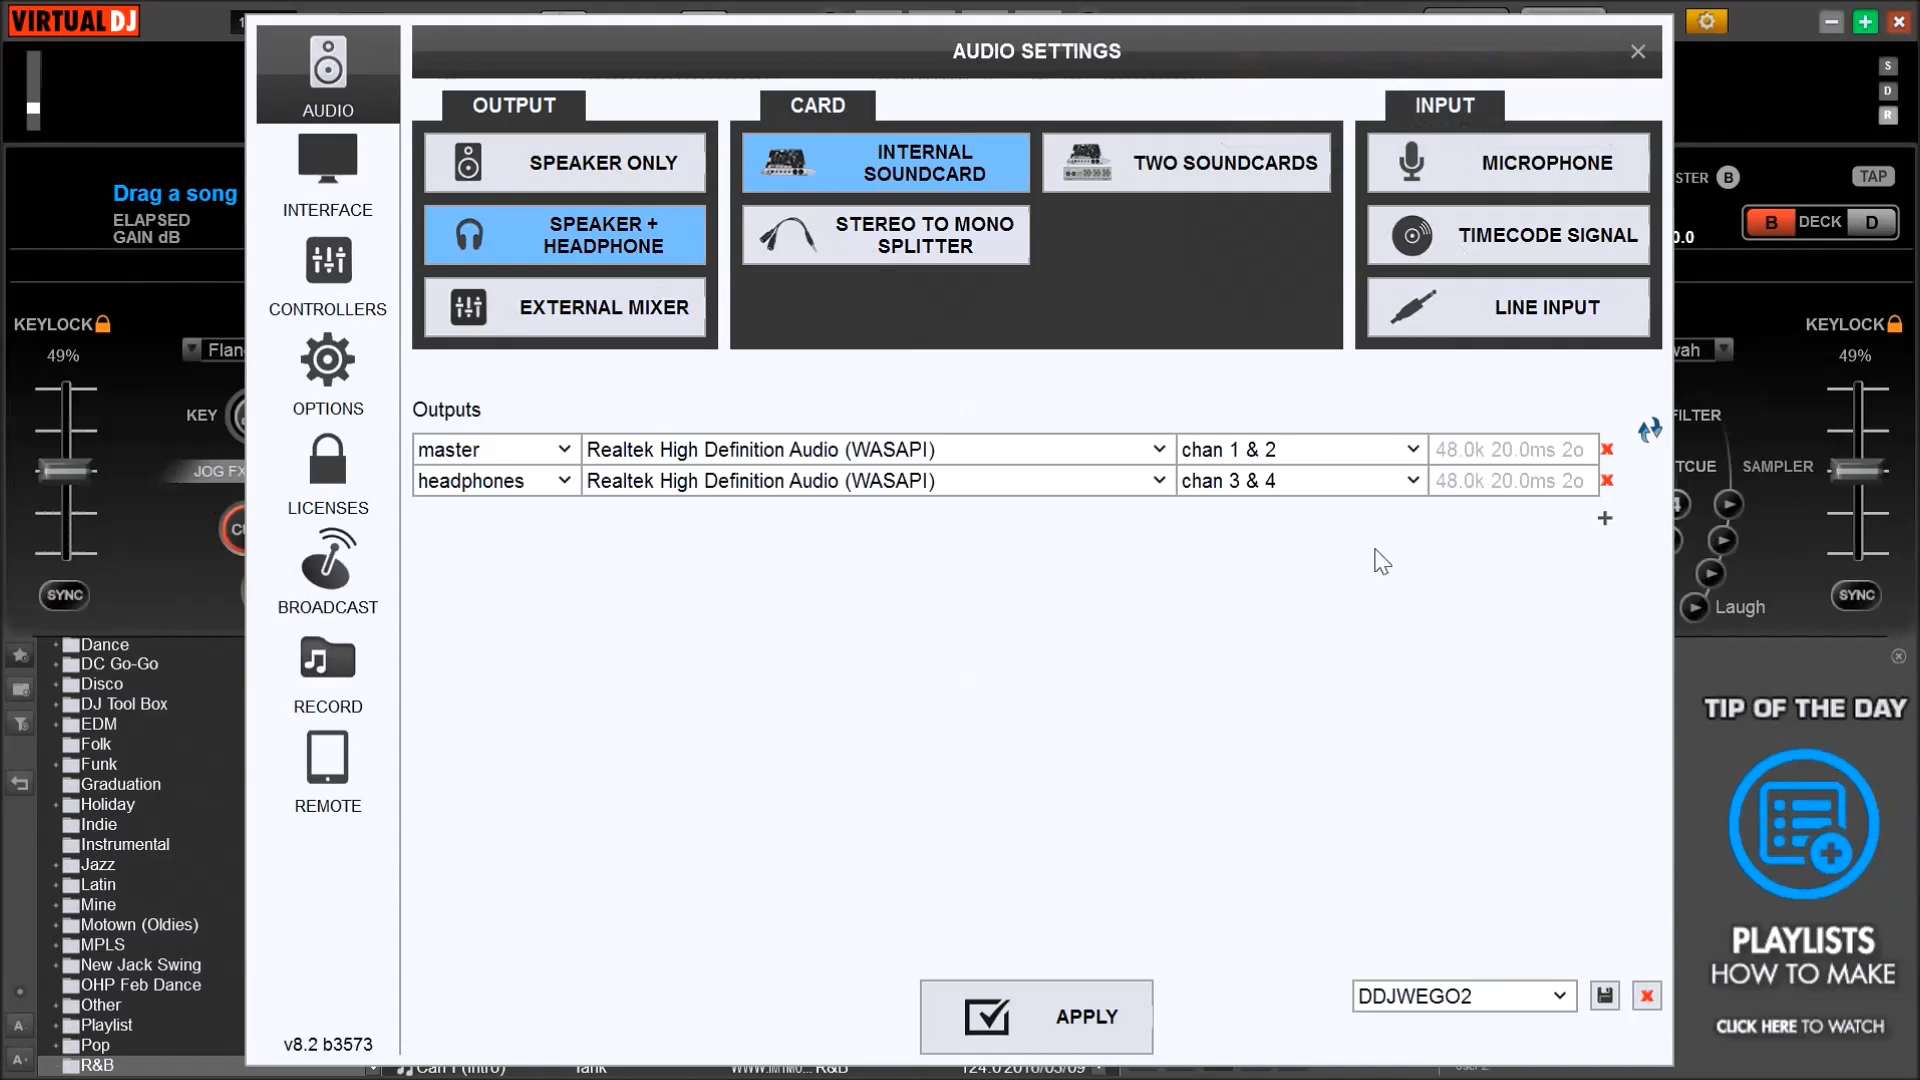 VIRTUAL DJ
AUDIO
INTERFACE
CONTROLLERS
OPTIONS
LICENSES
BROADCAST
RECORD
REMOTE
v8.2 b3573
AUDIO SETTINGS
OUTPUT
CARD
INPUT
SPEAKER ONLY
SPEAKER +
HEADPHONE
EXTERNAL MIXER
INTERNAL
SOUNDCARD
TWO SOUNDCARDS
STEREO TO MONO
SPLITTER
MICROPHONE
TIMECODE SIGNAL
LINE INPUT
Outputs
master Realtek High Definition Audio (WASAPI) chan 1 & 2 48.0k 20.0ms 2o
headphones Realtek High Definition Audio (WASAPI) chan 3 & 4 48.0k 20.0ms 2o
APPLY
DDJWEGO2
Drag a song
ELAPSED
GAIN dB
KEYLOCK
49%
Flan
KEY
JOG FX
CU
SYNC
Dance
DC Go-Go
Disco
DJ Tool Box
EDM
Folk
Funk
Graduation
Holiday
Indie
Instrumental
Jazz
Latin
Mine
Motown (Oldies)
MPLS
New Jack Swing
OHP Feb Dance
Other
Playlist
Pop
R&B
S
D
R
STER B TAP
B DECK D
0.0
KEYLOCK
49%
wah
FILTER
TCUE SAMPLER
Laugh
SYNC
TIP OF THE DAY
PLAYLISTS
HOW TO MAKE
CLICK HERE TO WATCH